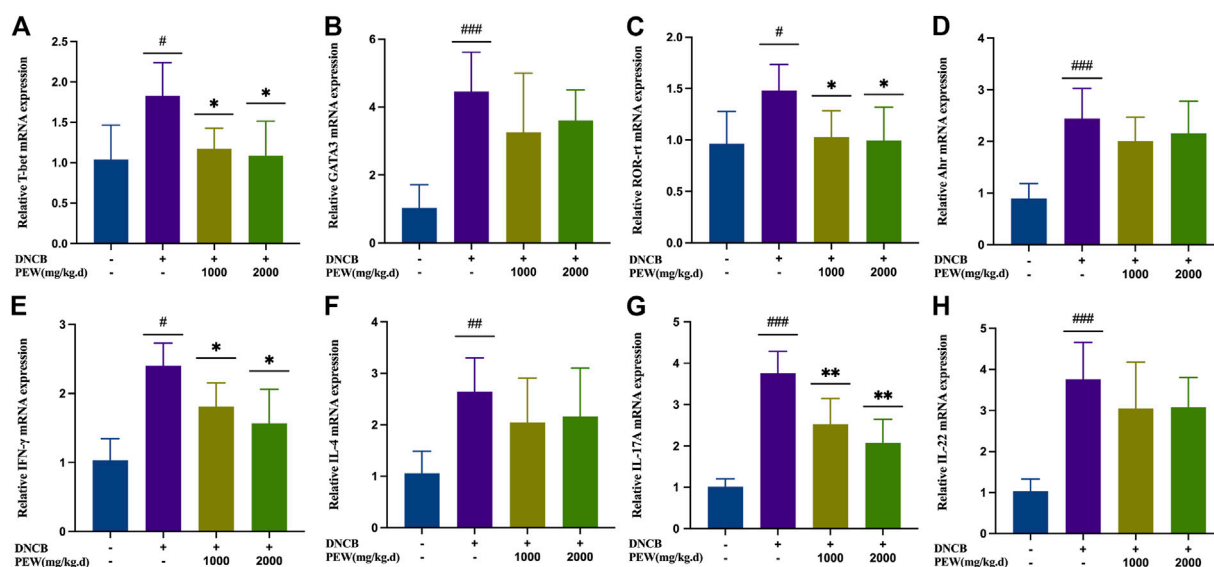 A
Relative T-bet mRNA expression
2.5
2.0
1.5
1.0
0.5
0.0
#
*
*
DNCB - + + +
PEW(mg/kg.d) - - 1000 2000
B
Relative GATA3 mRNA expression
6
4
2
0
###
DNCB - + + +
PEW(mg/kg.d) - - 1000 2000
C
Relative ROR-rt mRNA expression
2.0
1.5
1.0
0.5
0.0
#
*
*
DNCB - + + +
PEW(mg/kg.d) - - 1000 2000
D
Relative Ahr mRNA expression
4
3
2
1
0
###
DNCB - + + +
PEW(mg/kg.d) - - 1000 2000
E
Relative IFN-γ mRNA expression
3
2
1
0
#
*
*
DNCB - + + +
PEW(mg/kg.d) - - 1000 2000
F
Relative IL-4 mRNA expression
4
3
2
1
0
##
DNCB - + + +
PEW(mg/kg.d) - - 1000 2000
G
Relative IL-17A mRNA expression
5
4
3
2
1
0
###
**
**
DNCB - + + +
PEW(mg/kg.d) - - 1000 2000
H
Relative IL-22 mRNA expression
5
4
3
2
1
0
###
DNCB - + + +
PEW(mg/kg.d) - - 1000 2000